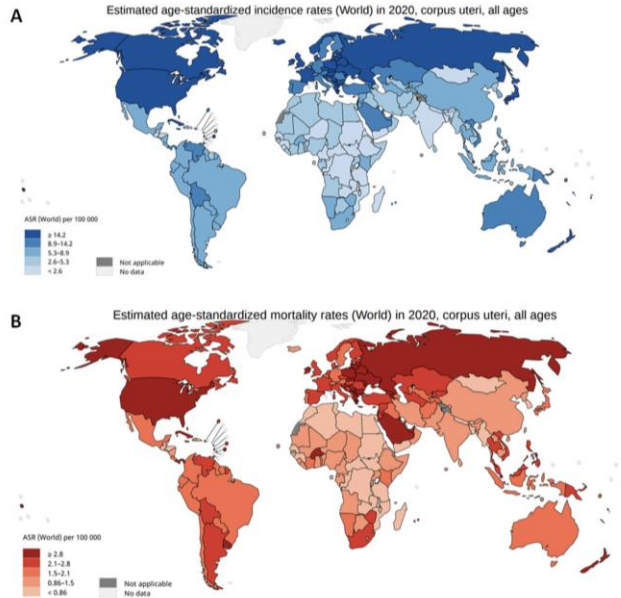 A
Estimated age-standardized incidence rates (World) in 2020, corpus uteri, all ages
ASR (World) per 100 000
≥ 14.2
8.9–14.2
5.3–8.9
2.6–5.3
< 2.6
Not applicable
No data
B
Estimated age-standardized mortality rates (World) in 2020, corpus uteri, all ages
ASR (World) per 100 000
≥ 2.8
2.1–2.8
1.5–2.1
0.86–1.5
< 0.86
Not applicable
No data